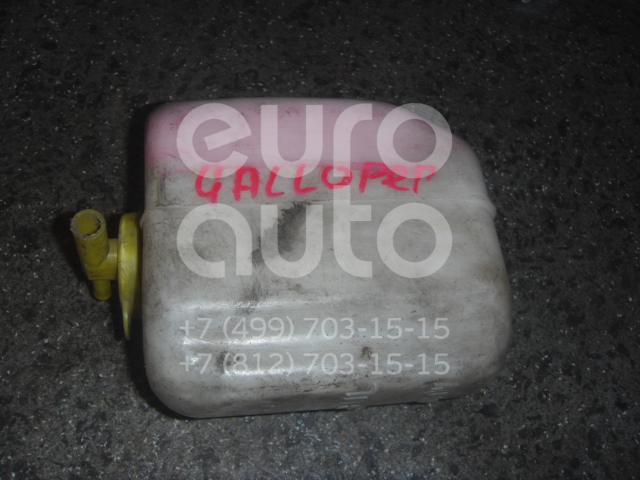 euro
GALLOPER
auto
+7 (499) 703-15-15
+7 (812) 703-15-15